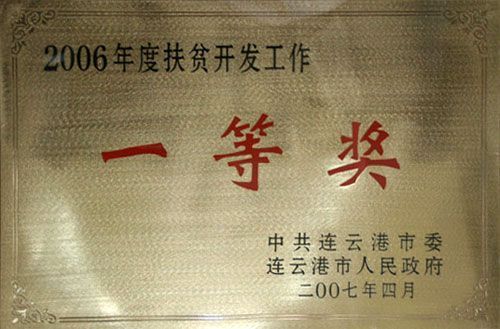 2006年度扶贫开发工作
一等奖
中共连云港市委
连云港市人民政府
二00七年四月